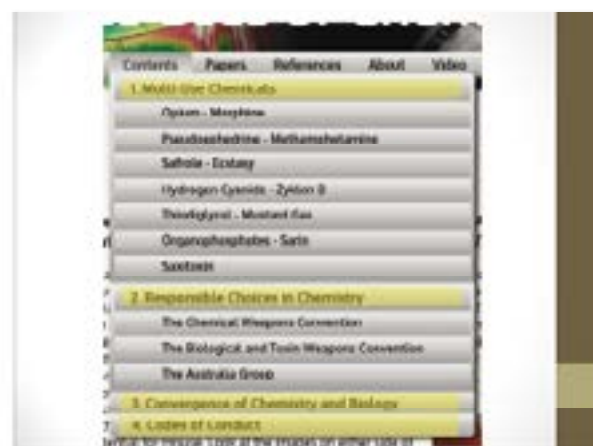 Contents Papers References About Video
1. Multi-Use Chemicals
Opium - Morphine
Pseudoephedrine - Methamphetamine
Safrole - Ecstasy
Hydrogen Cyanide - Zyklon B
Thiodiglycol - Mustard Gas
Organophosphates - Sarin
Saxitoxin
2. Responsible Choices in Chemistry
The Chemical Weapons Convention
The Biological and Toxin Weapons Convention
The Australia Group
3. Convergence of Chemistry and Biology
4. Codes of Conduct